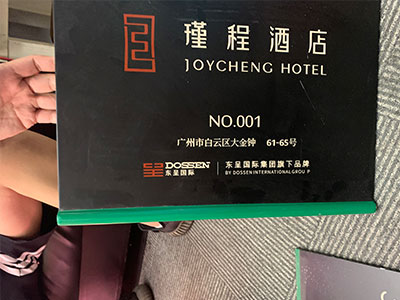 瑾程酒店
JOYCHENG HOTEL
NO.001
广州市白云区大金钟 61-65号
DOSSEN
东呈国际
东呈国际集团旗下品牌
BY DOSSEN INTERNATIONAL GROU P